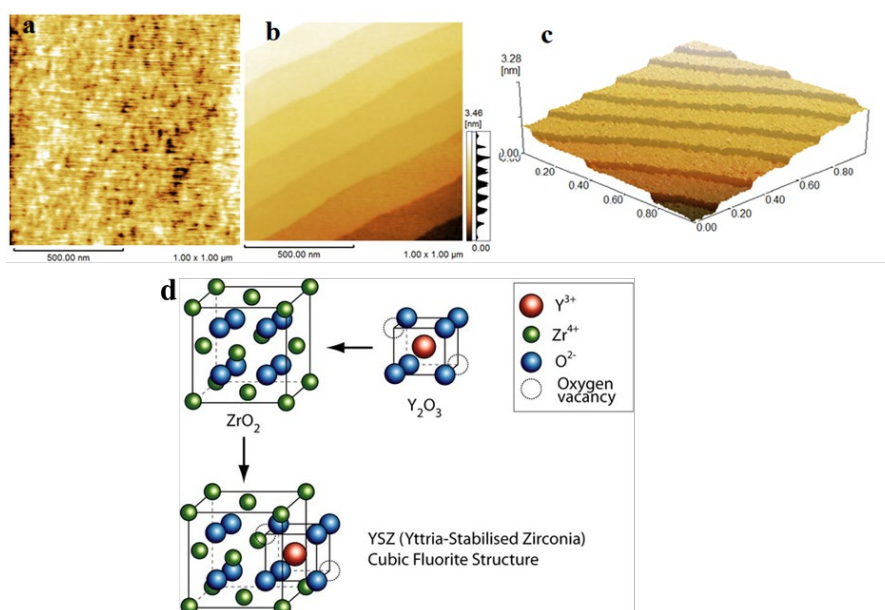 a
500.00 nm 1.00 x 1.00 µm
b
500.00 nm 1.00 x 1.00 µm
3.46
[nm]
0.00
c
3.28
[nm]
0.00
0.20
0.40
0.60
0.80
0.00
0.20
0.40
0.60
0.80
d
ZrO₂
Y₂O₃
Y³⁺
Zr⁴⁺
O²⁻
Oxygen
vacancy
YSZ (Yttria-Stabilised Zirconia)
Cubic Fluorite Structure